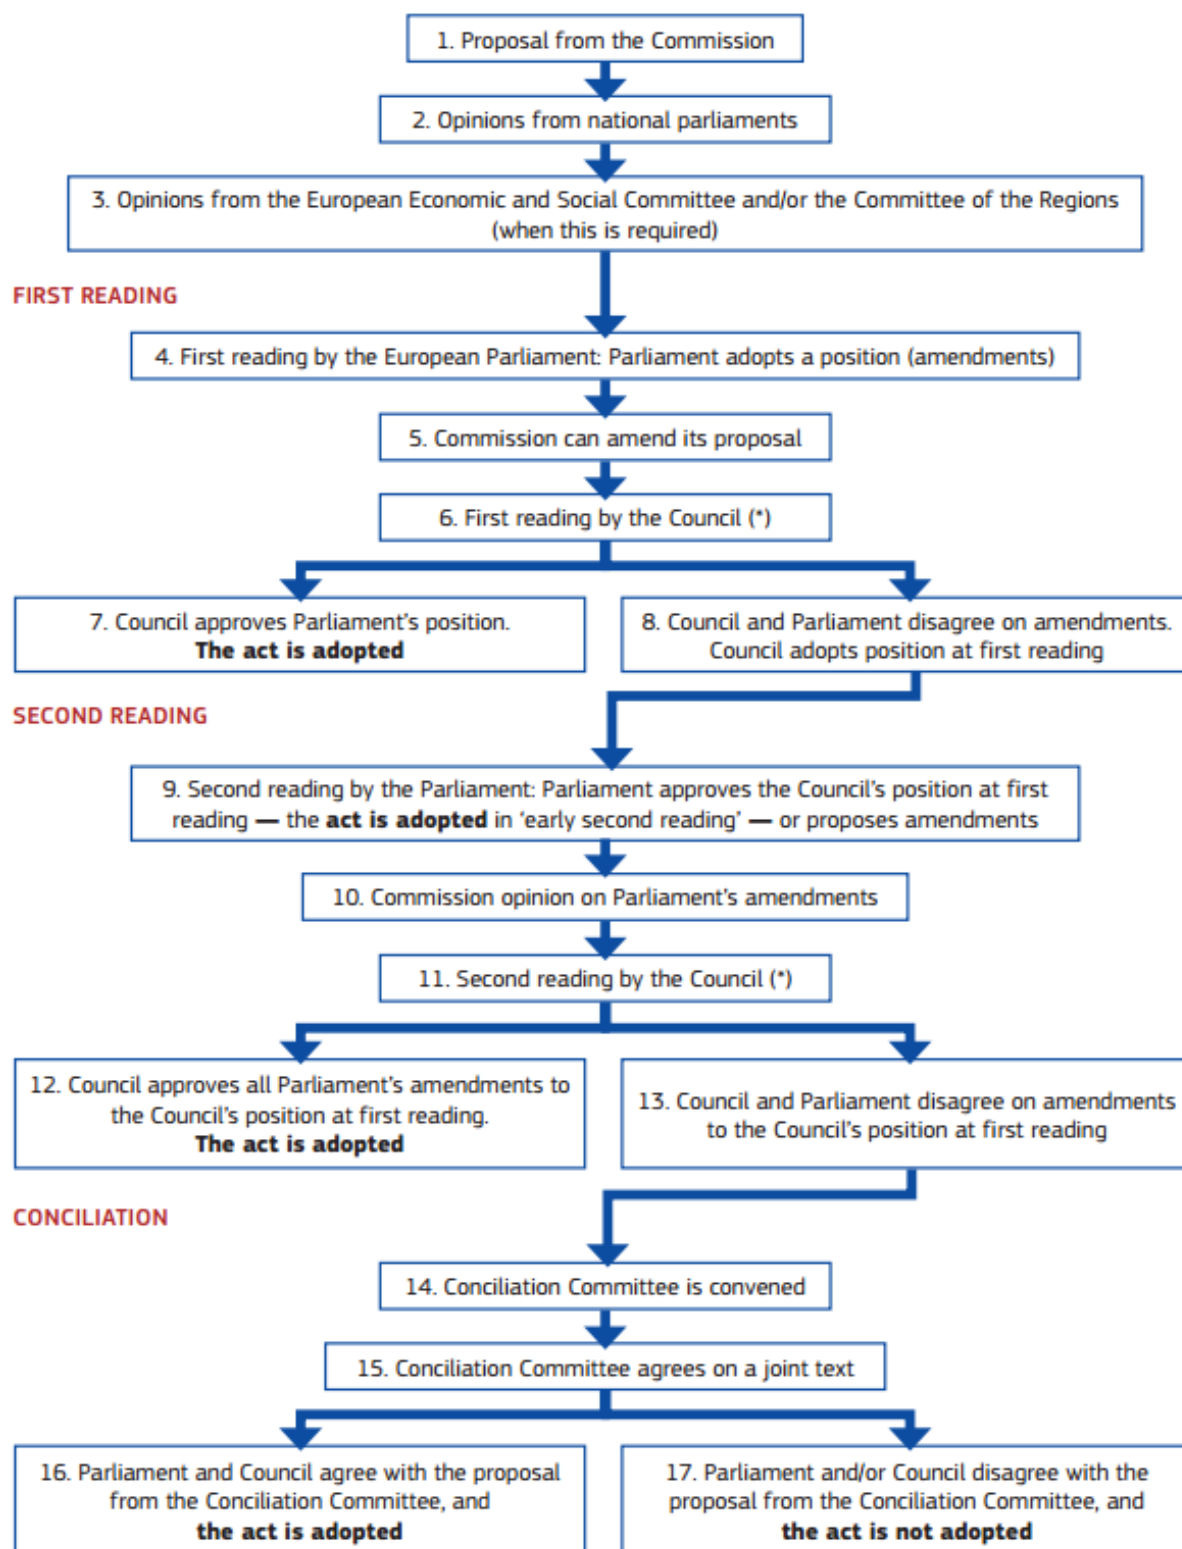 1. Proposal from the Commission
2. Opinions from national parliaments
3. Opinions from the European Economic and Social Committee and/or the Committee of the Regions
(when this is required)
FIRST READING
4. First reading by the European Parliament: Parliament adopts a position (amendments)
5. Commission can amend its proposal
6. First reading by the Council (*)
7. Council approves Parliament’s position.
The act is adopted
8. Council and Parliament disagree on amendments.
Council adopts position at first reading
SECOND READING
9. Second reading by the Parliament: Parliament approves the Council’s position at first
reading — the act is adopted in ‘early second reading’ — or proposes amendments
10. Commission opinion on Parliament’s amendments
11. Second reading by the Council (*)
12. Council approves all Parliament’s amendments to
the Council’s position at first reading.
The act is adopted
13. Council and Parliament disagree on amendments
to the Council’s position at first reading
CONCILIATION
14. Conciliation Committee is convened
15. Conciliation Committee agrees on a joint text
16. Parliament and Council agree with the proposal
from the Conciliation Committee, and
the act is adopted
17. Parliament and/or Council disagree with the
proposal from the Conciliation Committee, and
the act is not adopted